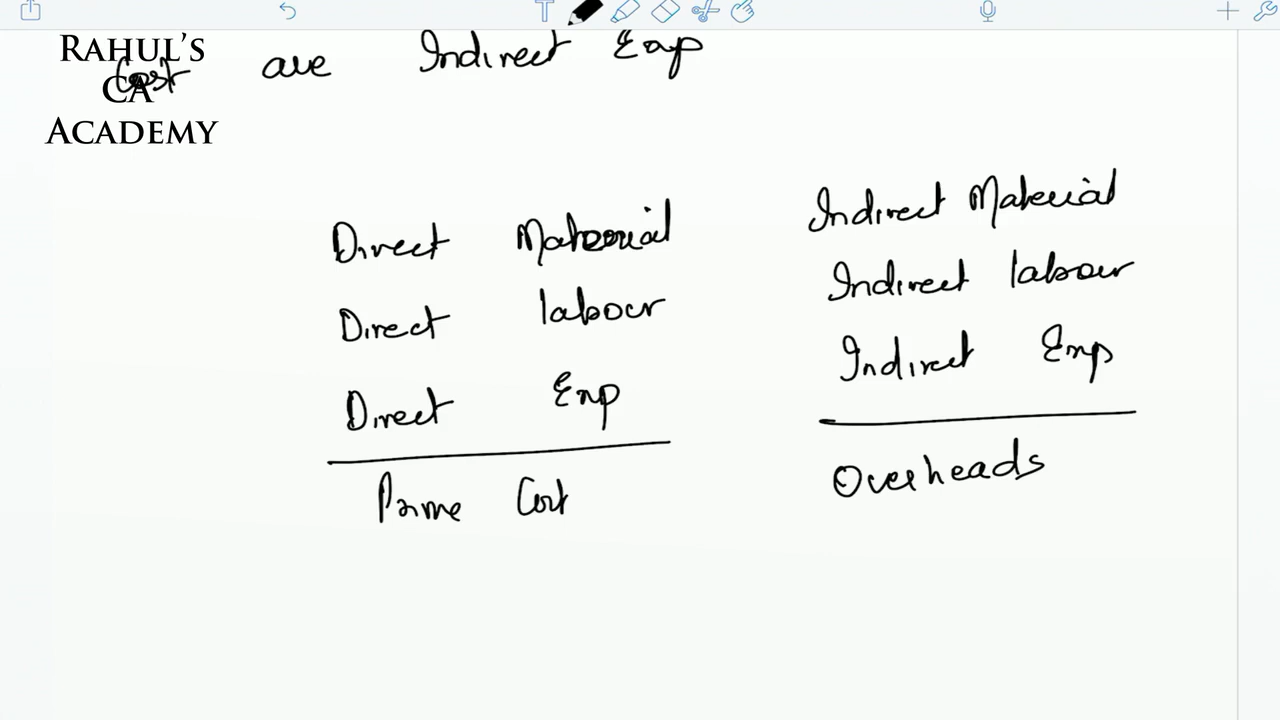 RAHUL'S
CA
ACADEMY
Cost are Indirect Exp
Direct Material
Direct labour
Direct Exp
Prime Cost
Indirect Material
Indirect labour
Indirect Exp
Overheads